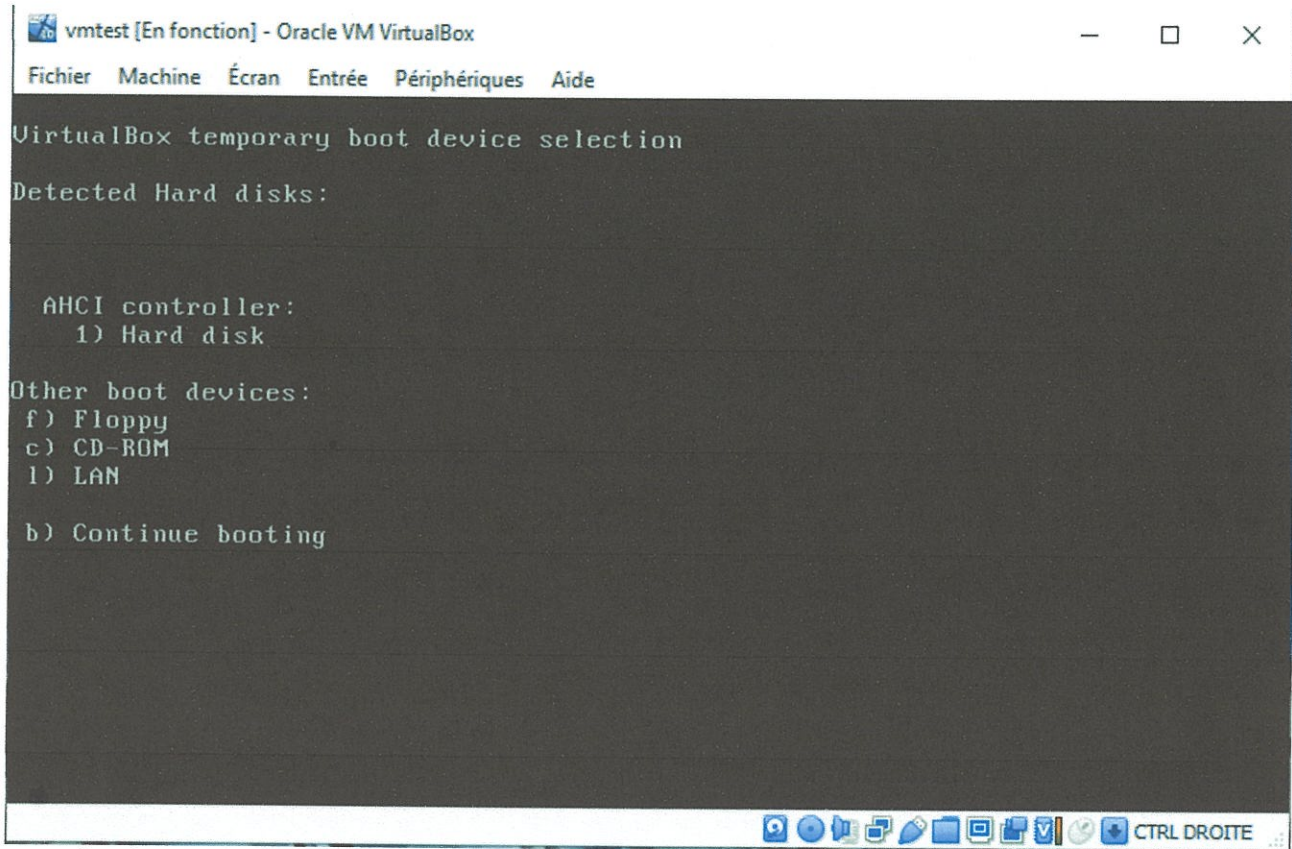 vmtest [En fonction] - Oracle VM VirtualBox
Fichier Machine Écran Entrée Périphériques Aide
VirtualBox temporary boot device selection
Detected Hard disks:
AHCI controller:
1) Hard disk
Other boot devices:
f) Floppy
c) CD-ROM
l) LAN
b) Continue booting
CTRL DROITE